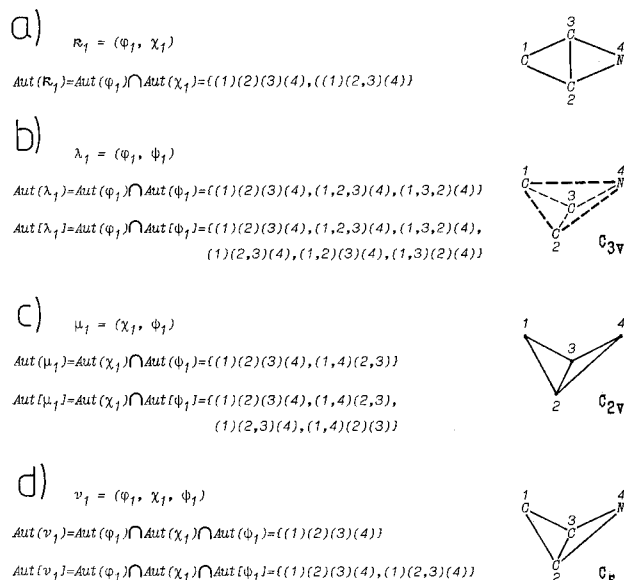 a)
κ₁ = (φ₁, χ₁)
Aut(κ₁)=Aut(φ₁)⋂Aut(χ₁)={(1)(2)(3)(4),((1)(2,3)(4)}
1
3
4
C
C
N
C
2
b)
λ₁ = (φ₁, ψ₁)
Aut(λ₁)=Aut(φ₁)⋂Aut(ψ₁)={(1)(2)(3)(4),(1,2,3)(4),(1,3,2)(4)}
Aut[λ₁]=Aut(φ₁)⋂Aut[ψ₁]={(1)(2)(3)(4),(1,2,3)(4),(1,3,2)(4),
(1)(2,3)(4),(1,2)(3)(4),(1,3)(2)(4)}
1
4
C
N
3
C
C
2
C₃ᵥ
c)
μ₁ = (χ₁, ψ₁)
Aut(μ₁)=Aut(χ₁)⋂Aut(ψ₁)={(1)(2)(3)(4),(1,4)(2,3)}
Aut[μ₁]=Aut(χ₁)⋂Aut[ψ₁]={(1)(2)(3)(4),(1,4)(2,3),
(1)(2,3)(4),(1,4)(2)(3)}
1
4
3
2
C₂ᵥ
d)
ν₁ = (φ₁, χ₁, ψ₁)
Aut(ν₁)=Aut(φ₁)⋂Aut(χ₁)⋂Aut(ψ₁)={(1)(2)(3)(4)}
Aut[ν₁]=Aut(φ₁)⋂Aut(χ₁)⋂Aut[ψ₁]={(1)(2)(3)(4),(1)(2,3)(4)}
1
4
C
N
3
C
C
2